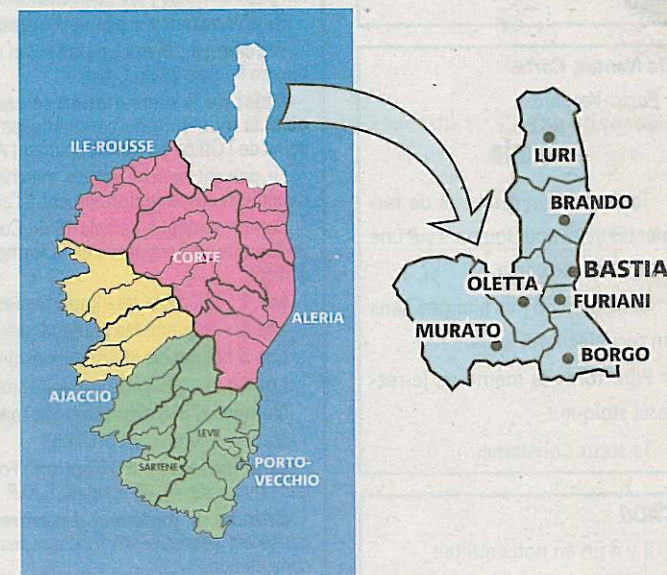 ILE-ROUSSE
CORTE
ALERIA
AJACCIO
LEVIE
SARTENE
PORTO-
VECCHIO
LURI
BRANDO
BASTIA
OLETTA
FURIANI
MURATO
BORGO